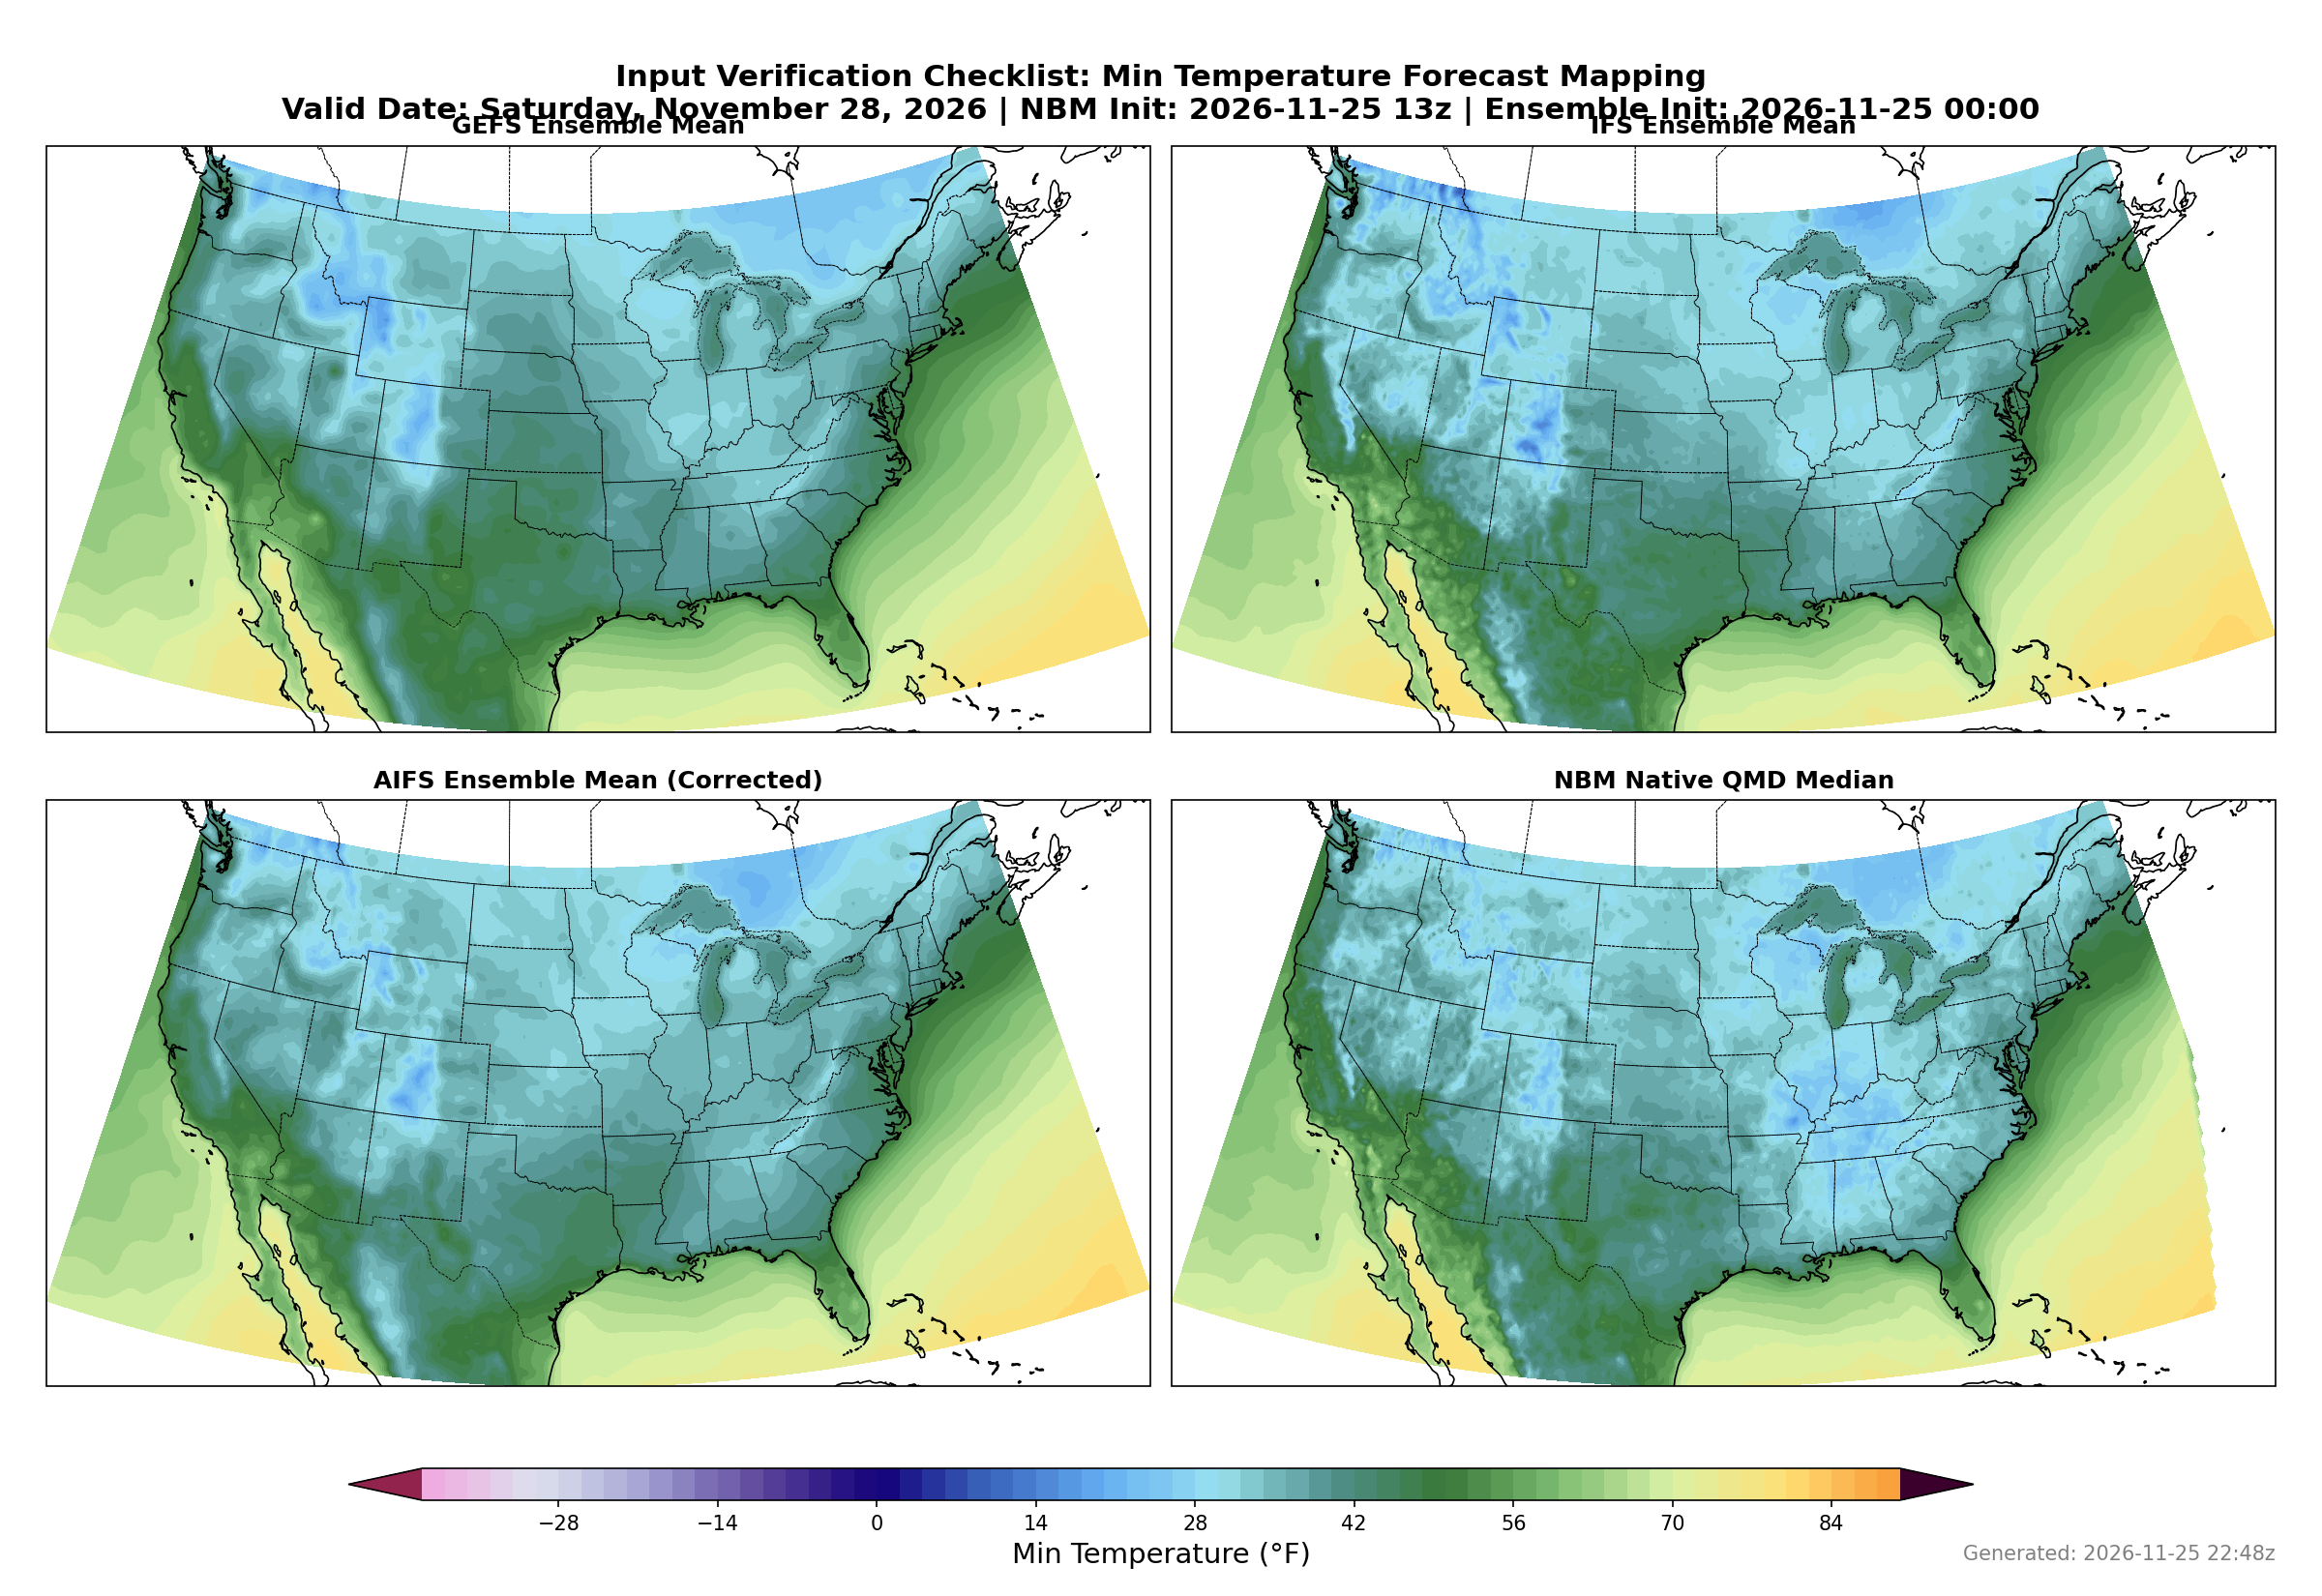 Input Verification Checklist: Min Temperature Forecast Mapping
Valid Date: Saturday, November 28, 2026 | NBM Init: 2026-11-25 13z | Ensemble Init: 2026-11-25 00:00
GEFS Ensemble Mean
IFS Ensemble Mean
AIFS Ensemble Mean (Corrected)
NBM Native QMD Median
−28 −14 0 14 28 42 56 70 84
Min Temperature (°F)
Generated: 2026-11-25 22:48z